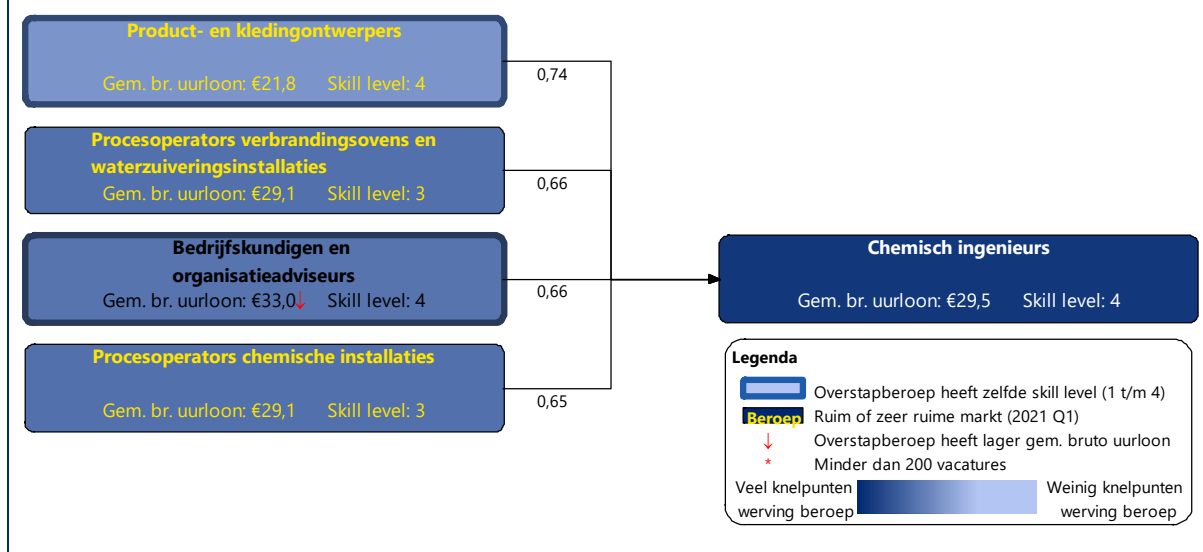 Product- en kledingontwerpers
Gem. br. uurloon: €21,8 Skill level: 4
0,74
Procesoperators verbrandingsovens en
waterzuiveringsinstallaties
Gem. br. uurloon: €29,1 Skill level: 3
0,66
Bedrijfskundigen en
organisatieadviseurs
Gem. br. uurloon: €33,0↓ Skill level: 4
0,66
Procesoperators chemische installaties
Gem. br. uurloon: €29,1 Skill level: 3
0,65
Chemisch ingenieurs
Gem. br. uurloon: €29,5 Skill level: 4
Legenda
Overstapberoep heeft zelfde skill level (1 t/m 4)
Beroep Ruim of zeer ruime markt (2021 Q1)
↓ Overstapberoep heeft lager gem. bruto uurloon
* Minder dan 200 vacatures
Veel knelpunten
werving beroep
Weinig knelpunten
werving beroep